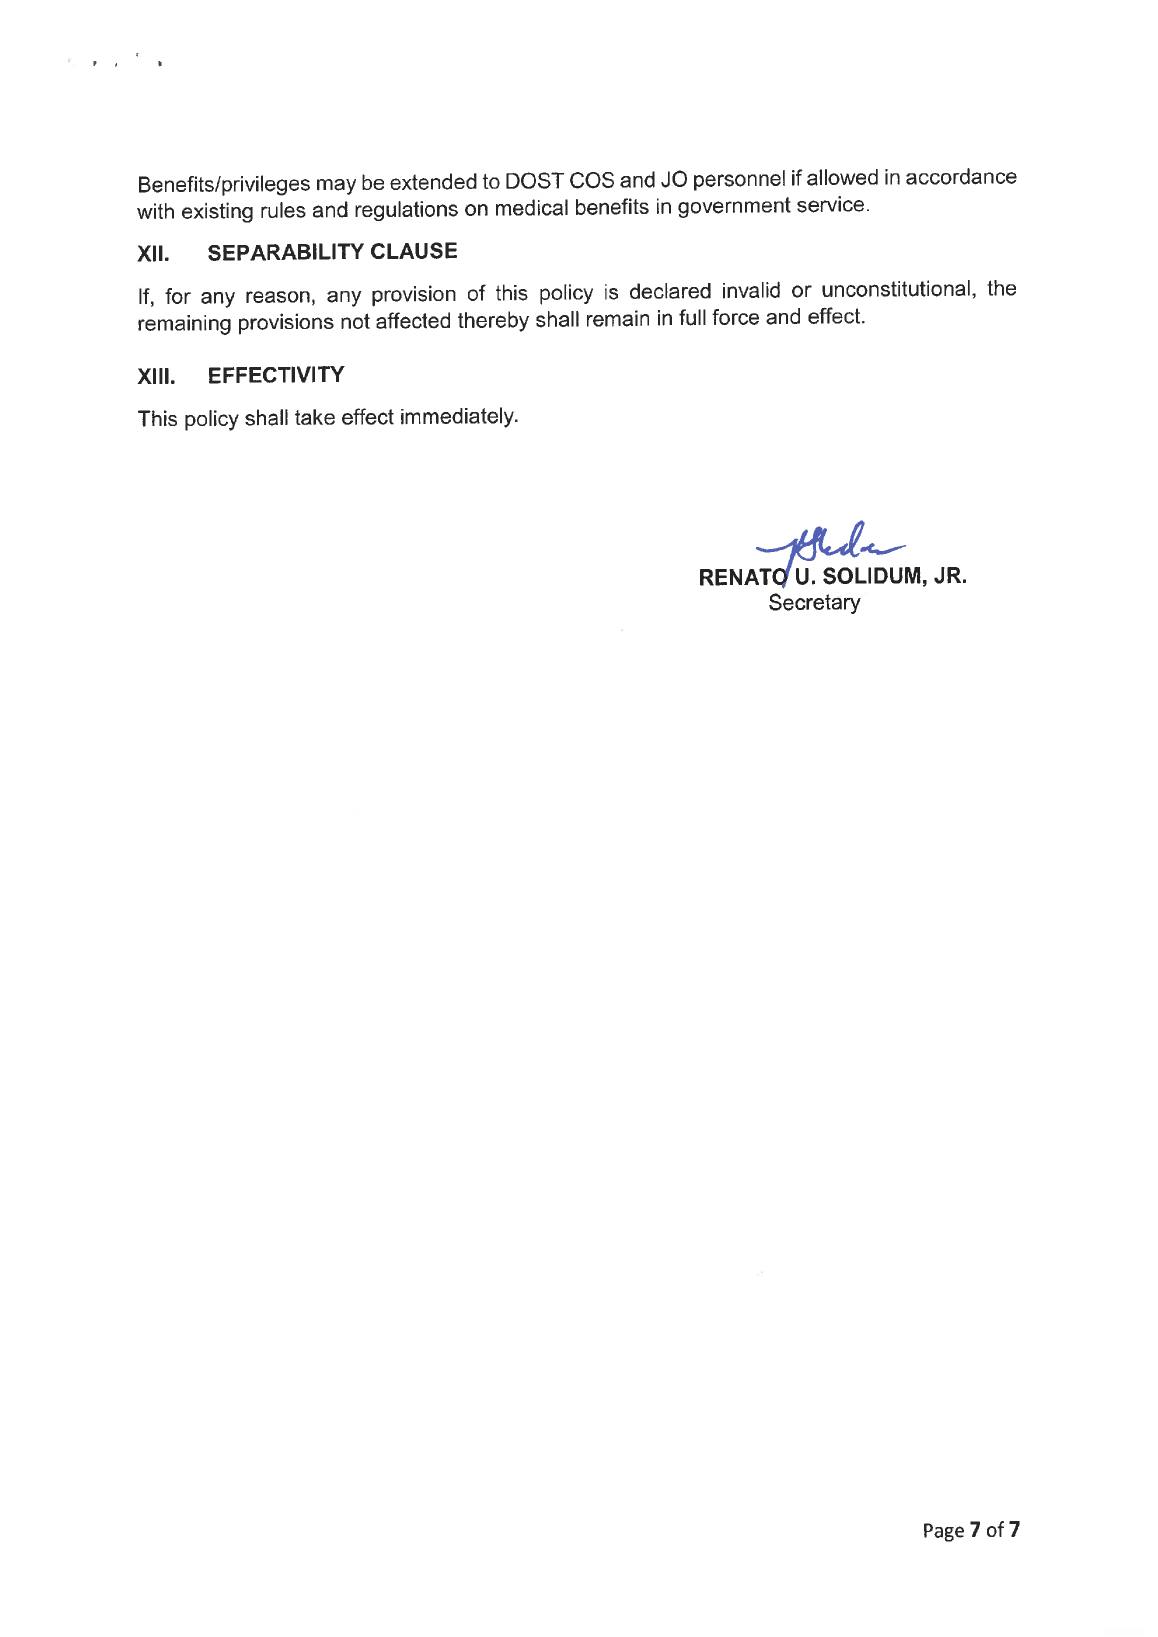 Benefits/privileges may be extended to DOST COS and JO personnel if allowed in accordance
with existing rules and regulations on medical benefits in government service.
XII. SEPARABILITY CLAUSE
If, for any reason, any provision of this policy is declared invalid or unconstitutional, the
remaining provisions not affected thereby shall remain in full force and effect.
XIII. EFFECTIVITY
This policy shall take effect immediately.
RENATO U. SOLIDUM, JR.
Secretary
Page 7 of 7